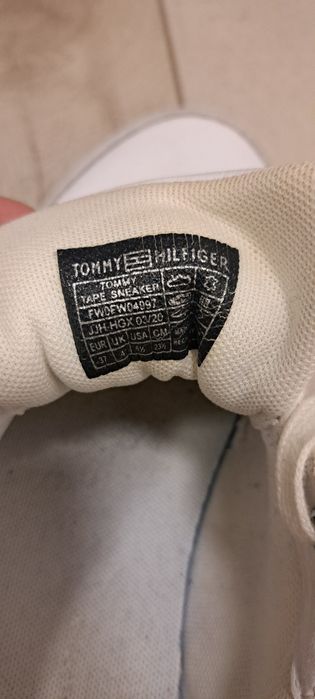 TOMMY HILFIGER
TOMMY
TAPE SNEAKER
FW0FW04097
JJH-HGX 03/20
EUR UK USA CM
37 4 6½ 23½